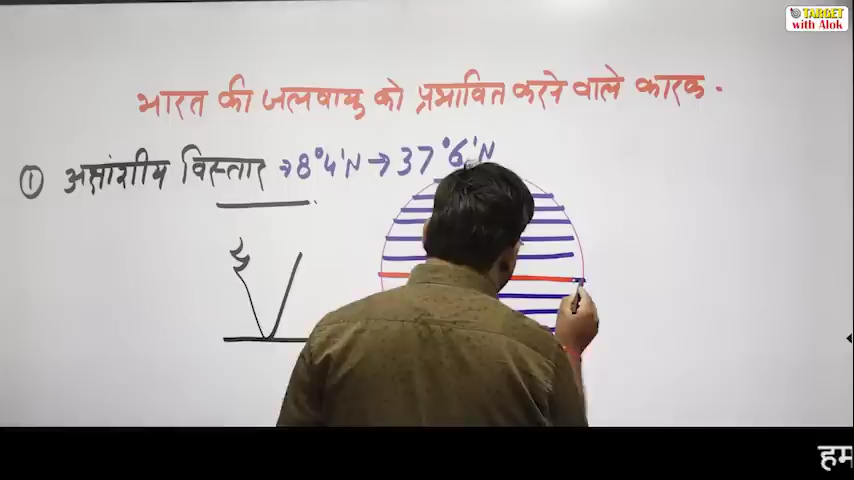 TARGET
with Alok
भारत की जलवायु को प्रभावित करने वाले कारक.
① अक्षांशीय विस्तार → 8°4'N → 37°6'N
हम